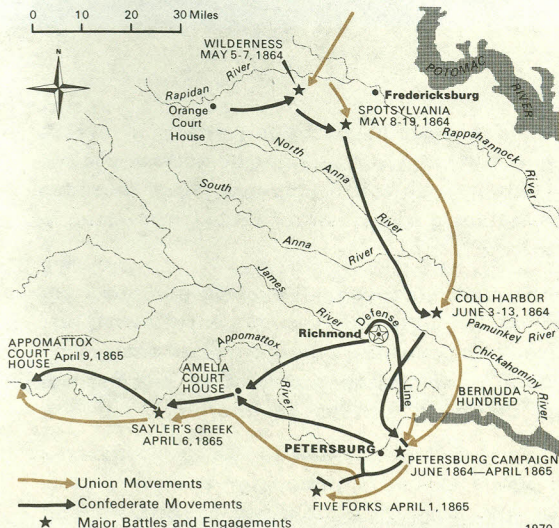 0 10 20 30 Miles
N
WILDERNESS
MAY 5-7, 1864
POTOMAC
RIVER
Rapidan River
Fredericksburg
Orange
Court
House
SPOTSYLVANIA
MAY 8-19, 1864
Rappahannock River
North Anna River
South Anna River
James River
COLD HARBOR
JUNE 3-13, 1864
Pamunkey River
Richmond
Defense Line
Chickahominy River
APPOMATTOX
COURT
HOUSE
April 9, 1865
Appomattox River
AMELIA
COURT
HOUSE
BERMUDA
HUNDRED
SAYLER'S CREEK
APRIL 6, 1865
PETERSBURG
PETERSBURG CAMPAIGN
JUNE 1864—APRIL 1865
FIVE FORKS APRIL 1, 1865
Union Movements
Confederate Movements
Major Battles and Engagements